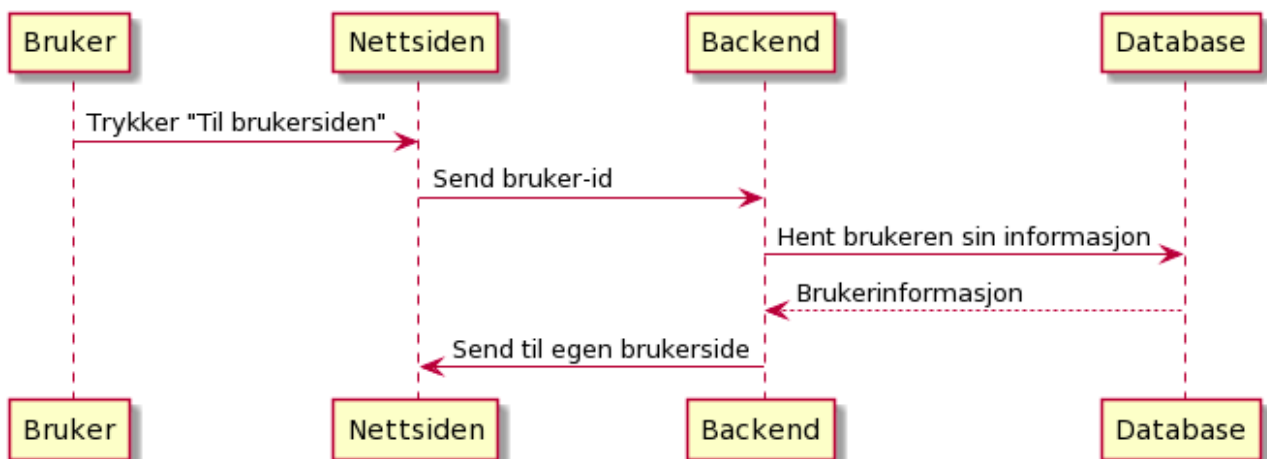 Bruker
Nettsiden
Backend
Database
Trykker "Til brukersiden"
Send bruker-id
Hent brukeren sin informasjon
Brukerinformasjon
Send til egen brukerside
Bruker
Nettsiden
Backend
Database